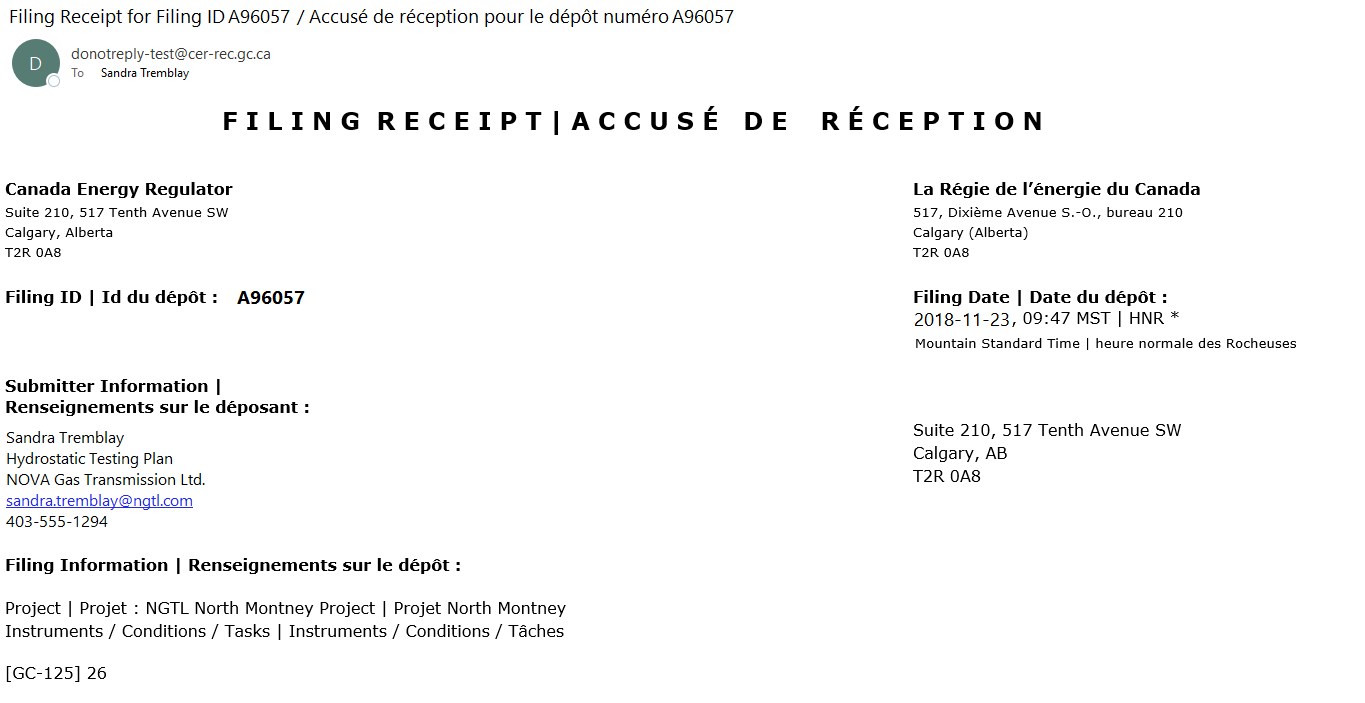 Filing Receipt for Filing ID A96057 / Accusé de réception pour le dépôt numéro A96057
D
donotreply-test@cer-rec.gc.ca
To Sandra Tremblay
FILING RECEIPT|ACCUSÉ DE RÉCEPTION
Canada Energy Regulator
Suite 210, 517 Tenth Avenue SW
Calgary, Alberta
T2R 0A8
La Régie de l’énergie du Canada
517, Dixième Avenue S.-O., bureau 210
Calgary (Alberta)
T2R 0A8
Filing ID | Id du dépôt : A96057
Filing Date | Date du dépôt :
2018-11-23, 09:47 MST | HNR *
Mountain Standard Time | heure normale des Rocheuses
Submitter Information |
Renseignements sur le déposant :
Sandra Tremblay
Hydrostatic Testing Plan
NOVA Gas Transmission Ltd.
sandra.tremblay@ngtl.com
403-555-1294
Suite 210, 517 Tenth Avenue SW
Calgary, AB
T2R 0A8
Filing Information | Renseignements sur le dépôt :
Project | Projet : NGTL North Montney Project | Projet North Montney
Instruments / Conditions / Tasks | Instruments / Conditions / Tâches
[GC-125] 26